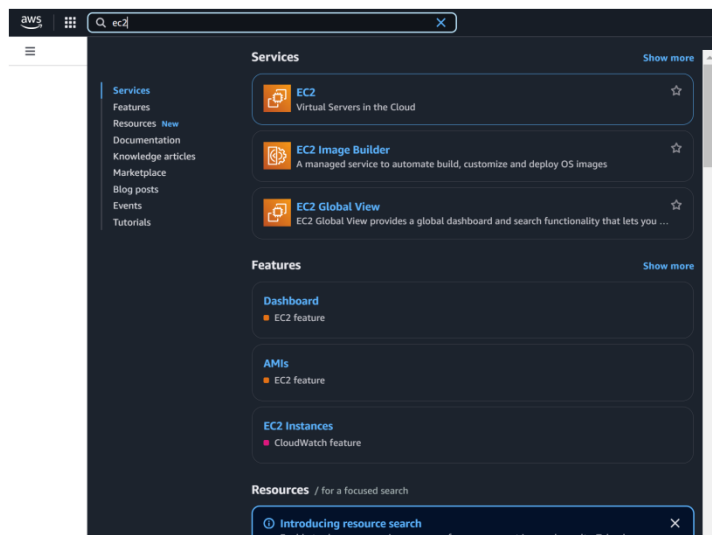 aws
ec2
Services
Features
Resources New
Documentation
Knowledge articles
Marketplace
Blog posts
Events
Tutorials
Services Show more
EC2
Virtual Servers in the Cloud
EC2 Image Builder
A managed service to automate build, customize and deploy OS images
EC2 Global View
EC2 Global View provides a global dashboard and search functionality that lets you ...
Features Show more
Dashboard
EC2 feature
AMIs
EC2 feature
EC2 Instances
CloudWatch feature
Resources / for a focused search
Introducing resource search